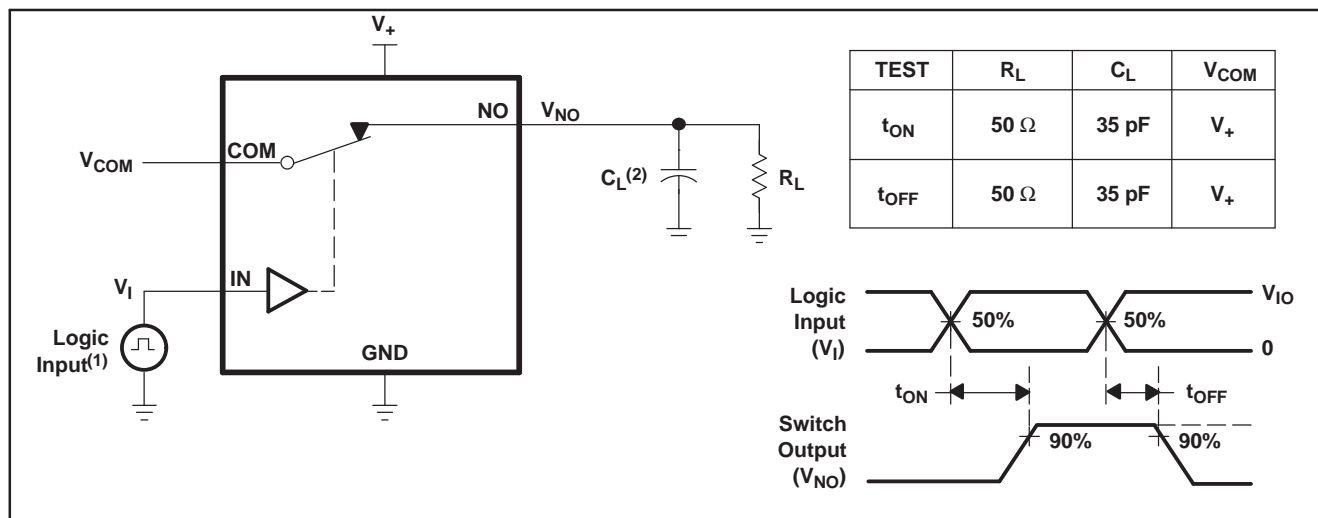 V+
NO
VNO
COM
VCOM
CL(2)
RL
VI
IN
Logic
Input(1)
GND
TEST RL CL VCOM
tON 50 Ω 35 pF V+
tOFF 50 Ω 35 pF V+
Logic
Input
(VI)
50%
50%
VIO
0
tON
tOFF
Switch
Output
(VNO)
90%
90%